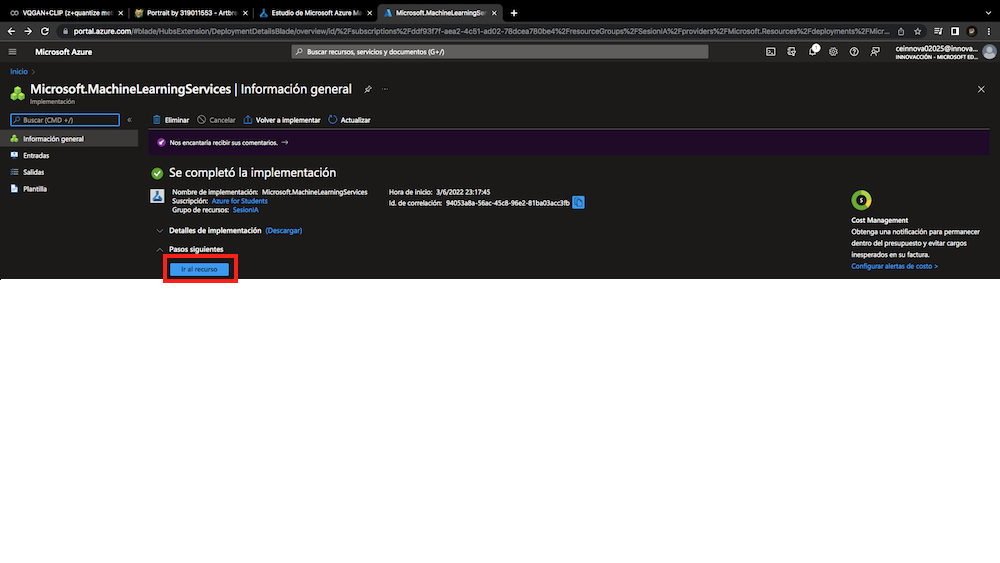 VQGAN+CLIP (z+quantize met
Portrait by 319011553 - Artbre
Estudio de Microsoft Azure Ma
Microsoft.MachineLearningSer
portal.azure.com/#blade/HubsExtension/DeploymentDetailsBlade/overview/id/%2Fsubscriptions%2Fddf93f7f-aea2-4c51-ad02-78dcea780be4%2FresourceGroups%2FSesionIA%2Fproviders%2FMicrosoft.Resources%2Fdeployments%2FMicr...
Microsoft Azure
Buscar recursos, servicios y documentos (G+/)
1
ceinnova02025@innova...
INNOVACCIÓN - MICROSOFT ED...
Inicio >
Microsoft.MachineLearningServices | Información general
Implementación
Buscar (CMD +/)
«
Eliminar
Cancelar
Volver a implementar
Actualizar
Información general
Entradas
Salidas
Plantilla
Nos encantaría recibir sus comentarios. →
Se completó la implementación
Nombre de implementación: Microsoft.MachineLearningServices
Suscripción: Azure for Students
Grupo de recursos: SesionIA
Hora de inicio: 3/6/2022 23:17:45
Id. de correlación: 94053a8a-56ac-45c8-96e2-81ba03acc3fb
Detalles de implementación (Descargar)
Pasos siguientes
Ir al recurso
$
Cost Management
Obtenga una notificación para permanecer
dentro del presupuesto y evitar cargos
inesperados en su factura.
Configurar alertas de costo >